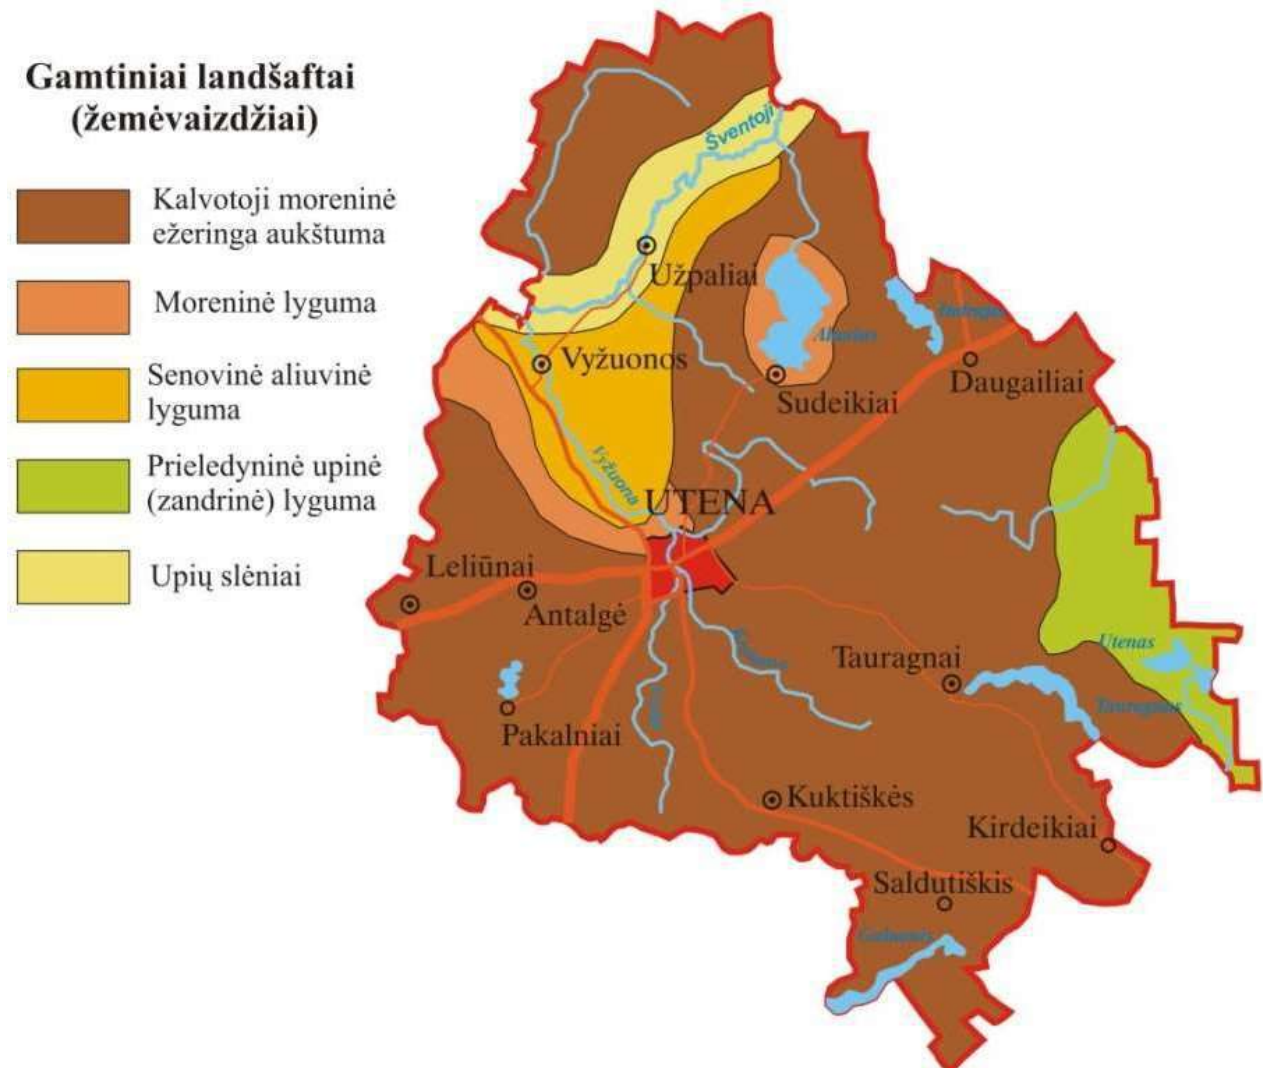 Gamtiniai landšaftai
(žemėvaizdžiai)
Kalvotoji moreninė
ežeringa aukštuma
Moreninė lyguma
Senovinė aliuvinė
lyguma
Prieledyninė upinė
(zandrinė) lyguma
Upių slėniai
Šventoji
Užpaliai
Vyžuonos
Sudeikiai
Daugailiai
Vyžuona
UTENA
Leliūnai
Antalgė
Utenas
Tauragnai
Tauragnas
Pakalniai
Kuktiškės
Kirdeikiai
Saldutiškis